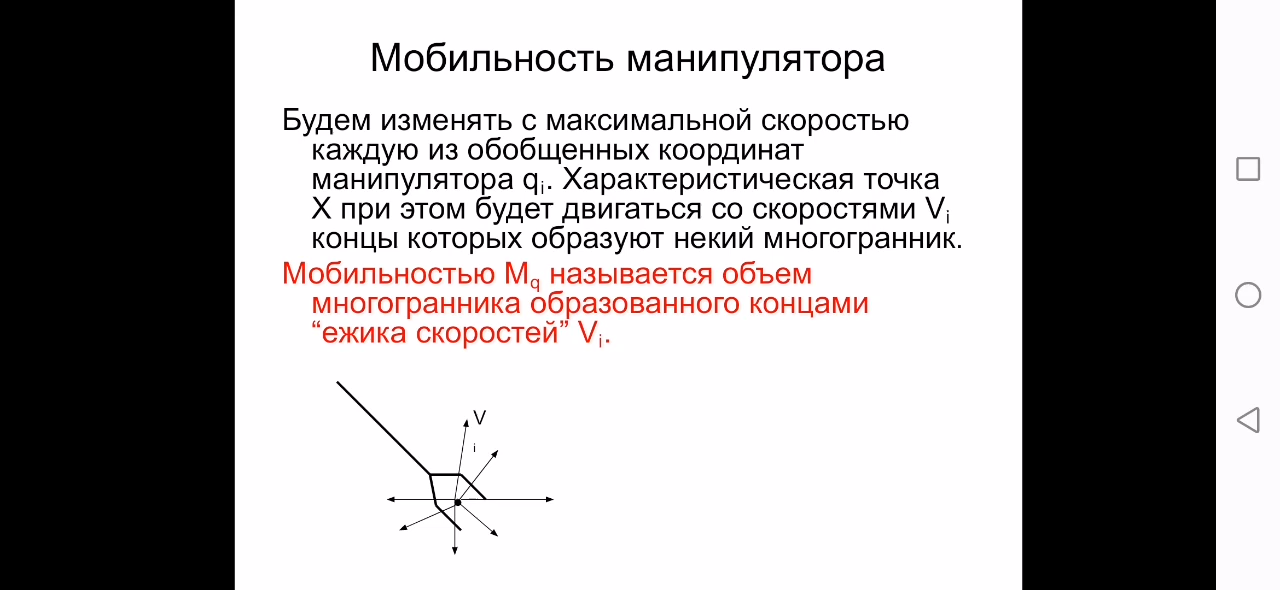 Мобильность манипулятора
Будем изменять с максимальной скоростью
каждую из обобщенных координат
манипулятора qᵢ. Характеристическая точка
X при этом будет двигаться со скоростями Vᵢ
концы которых образуют некий многогранник.
Мобильностью M_q называется объем
многогранника образованного концами
“ежика скоростей” Vᵢ.
V
i